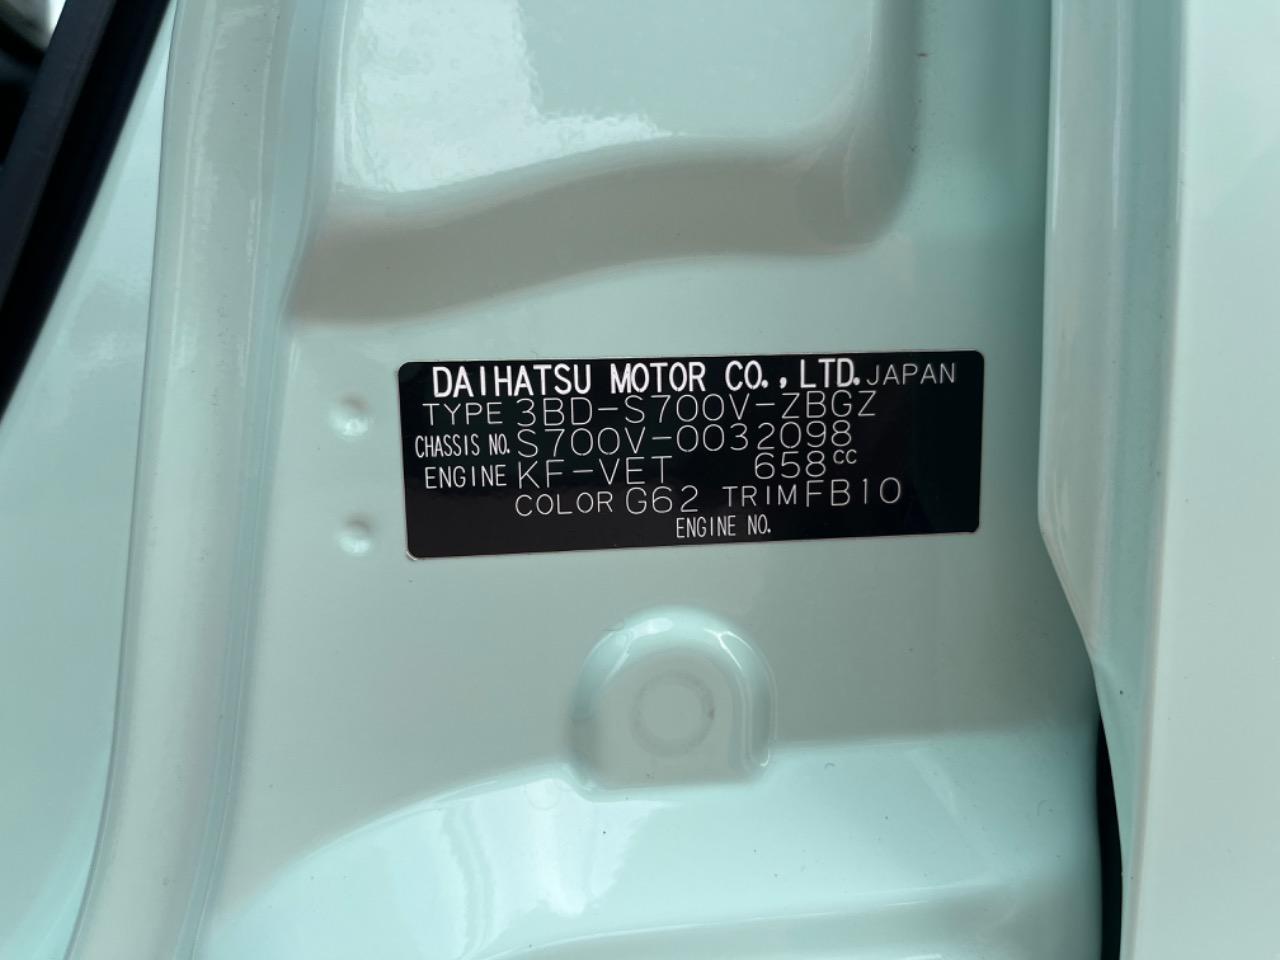 DAIHATSU MOTOR CO.,LTD. JAPAN
TYPE 3BD-S700V-ZBGZ
CHASSIS NO. S700V-0032098
ENGINE KF-VET 658cc
COLOR G62 TRIM FB10
ENGINE NO.